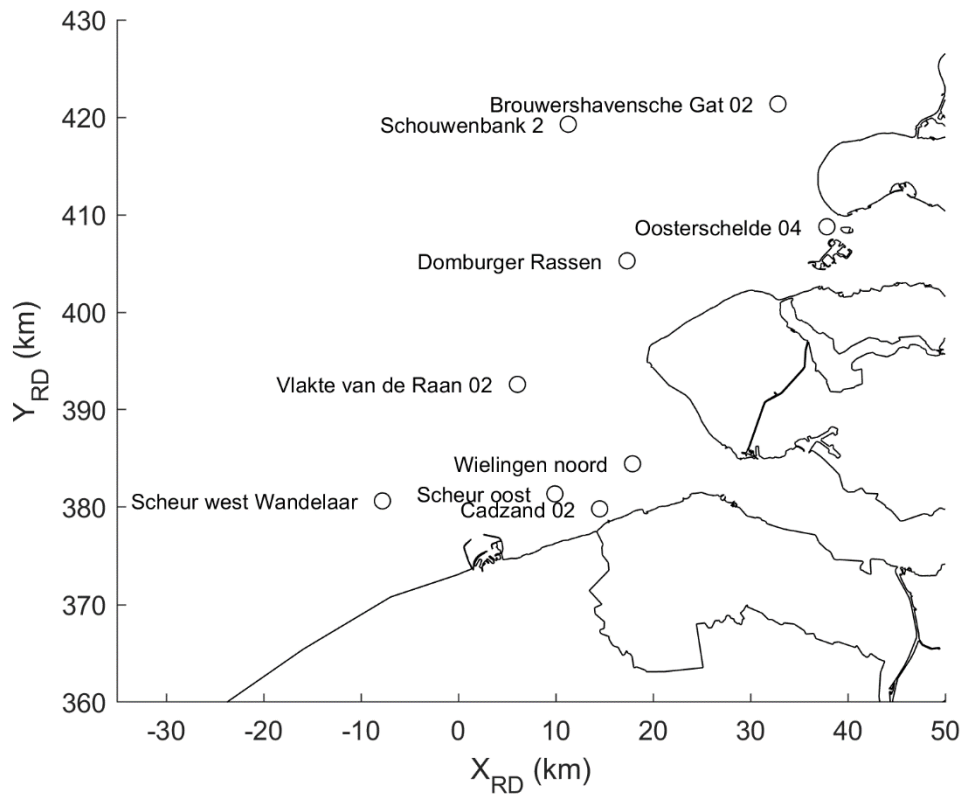 430
420
410
400
390
380
370
360
Y_RD (km)
Brouwershavensche Gat 02
Schouwenbank 2
Oosterschelde 04
Domburger Rassen
Vlakte van de Raan 02
Wielingen noord
Scheur oost
Scheur west Wandelaar
Cadzand 02
-30 -20 -10 0 10 20 30 40 50
X_RD (km)